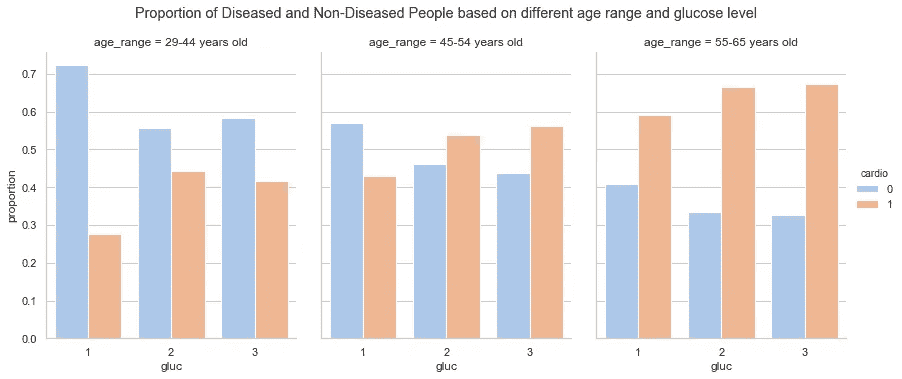 Proportion of Diseased and Non-Diseased People based on different age range and glucose level
age_range = 29-44 years old
age_range = 45-54 years old
age_range = 55-65 years old
0.7
0.6
0.5
0.4
0.3
0.2
0.1
0.0
proportion
1 2 3
gluc
1 2 3
gluc
1 2 3
gluc
cardio
0
1